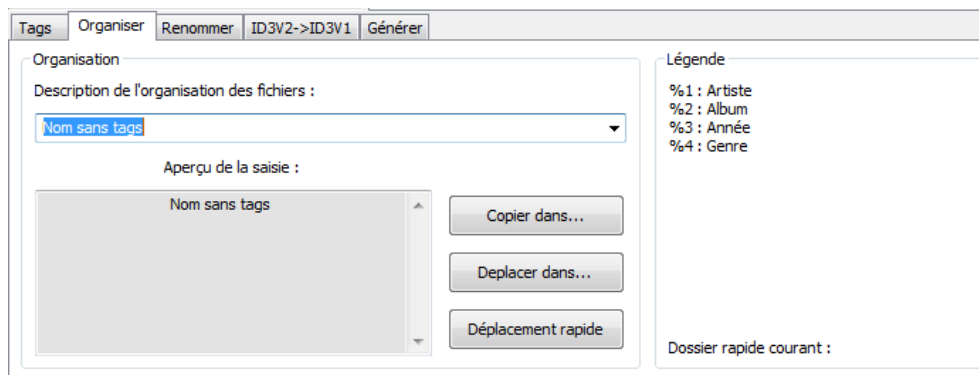 Tags Organiser Renommer ID3V2->ID3V1 Générer
Organisation
Description de l'organisation des fichiers :
Nom sans tags
Aperçu de la saisie :
Nom sans tags
Copier dans...
Deplacer dans...
Déplacement rapide
Légende
%1 : Artiste
%2 : Album
%3 : Année
%4 : Genre
Dossier rapide courant :